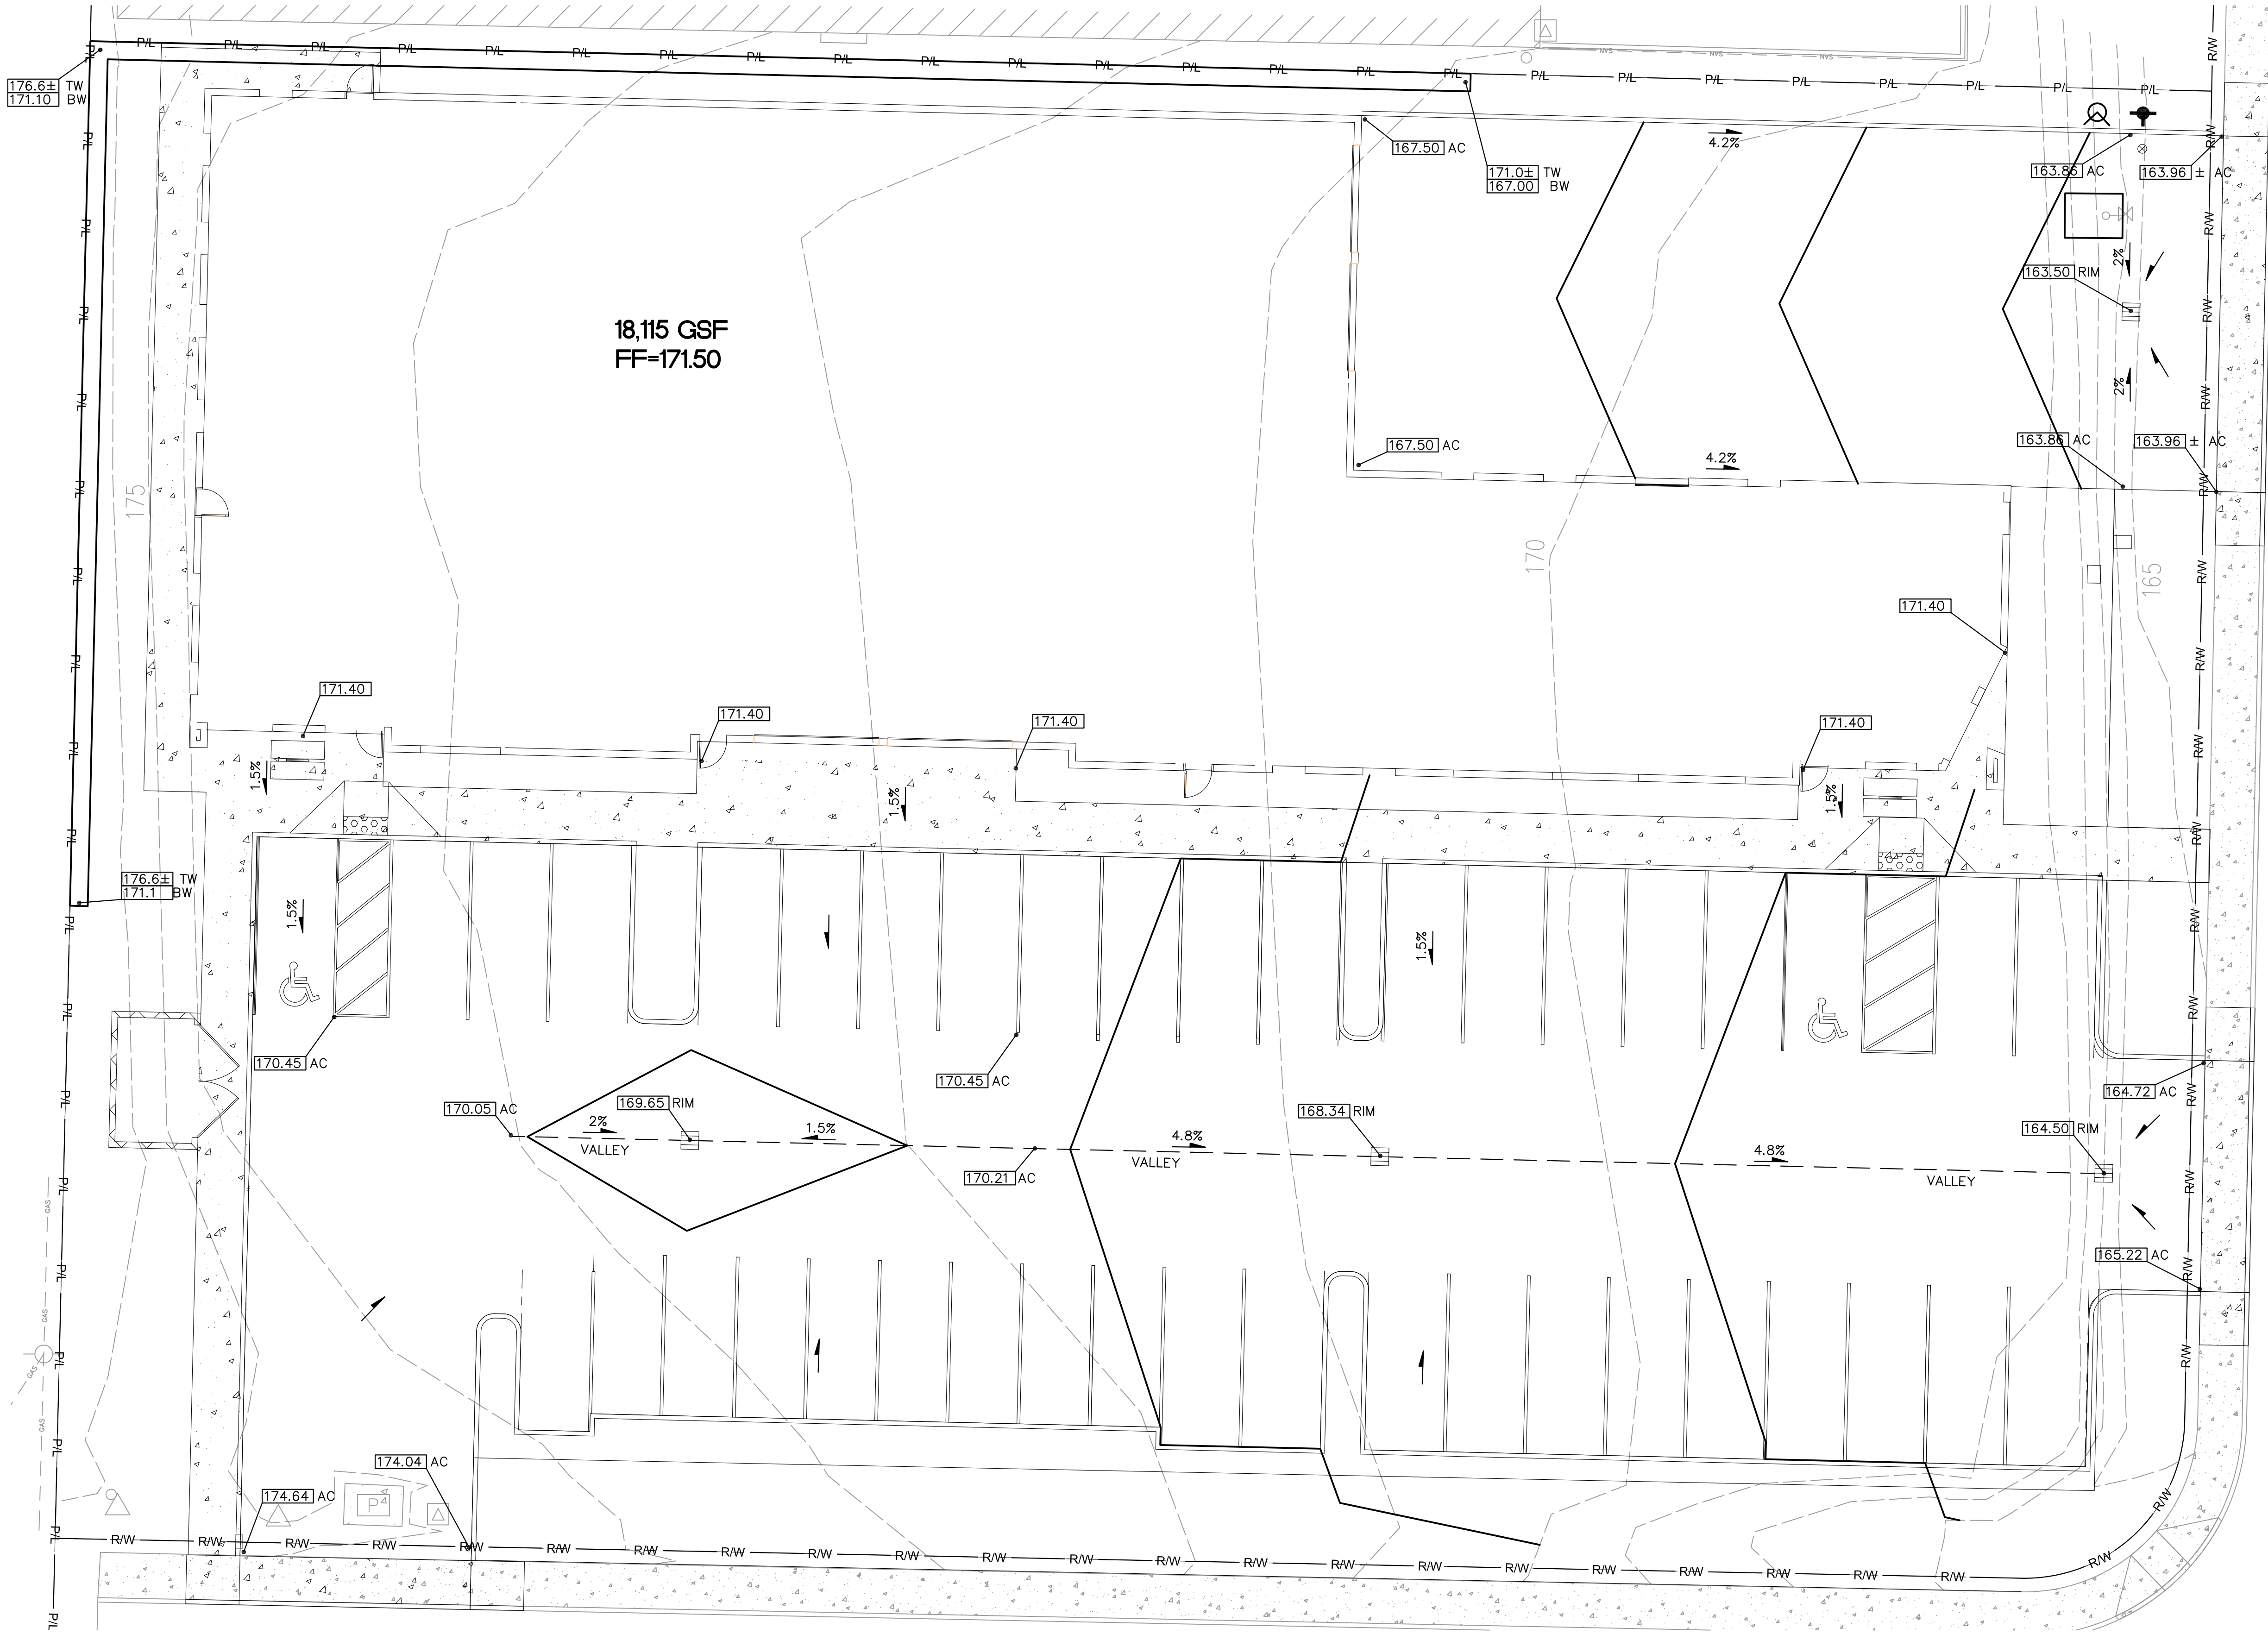 P/L P/L P/L P/L P/L P/L P/L P/L P/L P/L P/L P/L P/L P/L P/L P/L P/L P/L P/L P/L P/L P/L P/L P/L
SAN SAN SAN
R/W
176.6± TW
171.10 BW
167.50 AC
4.2%
171.0± TW
167.00 BW
163.86 AC
163.96 ± AC
2%
163.50 RIM
2%
18,115 GSF
FF=171.50
167.50 AC
4.2%
163.86 AC
163.96 ± AC
175
170
165
171.40
171.40
171.40
171.40
171.40
1.5%
1.5%
1.5%
176.6± TW
171.1 BW
1.5%
1.5%
170.45 AC
170.45 AC
164.72 AC
170.05 AC
2%
VALLEY
169.65 RIM
1.5%
170.21 AC
4.8%
VALLEY
168.34 RIM
4.8%
VALLEY
164.50 RIM
165.22 AC
GAS
GAS
GAS
GAS
174.04 AC
174.64 AC
P
P/L P/L P/L P/L P/L P/L P/L P/L P/L P/L P/L P/L P/L P/L P/L P/L P/L P/L P/L
R/W R/W R/W R/W R/W R/W R/W R/W R/W R/W R/W R/W R/W R/W R/W R/W R/W R/W R/W R/W R/W R/W R/W R/W
R/W R/W R/W R/W R/W R/W R/W R/W R/W R/W R/W R/W R/W R/W R/W